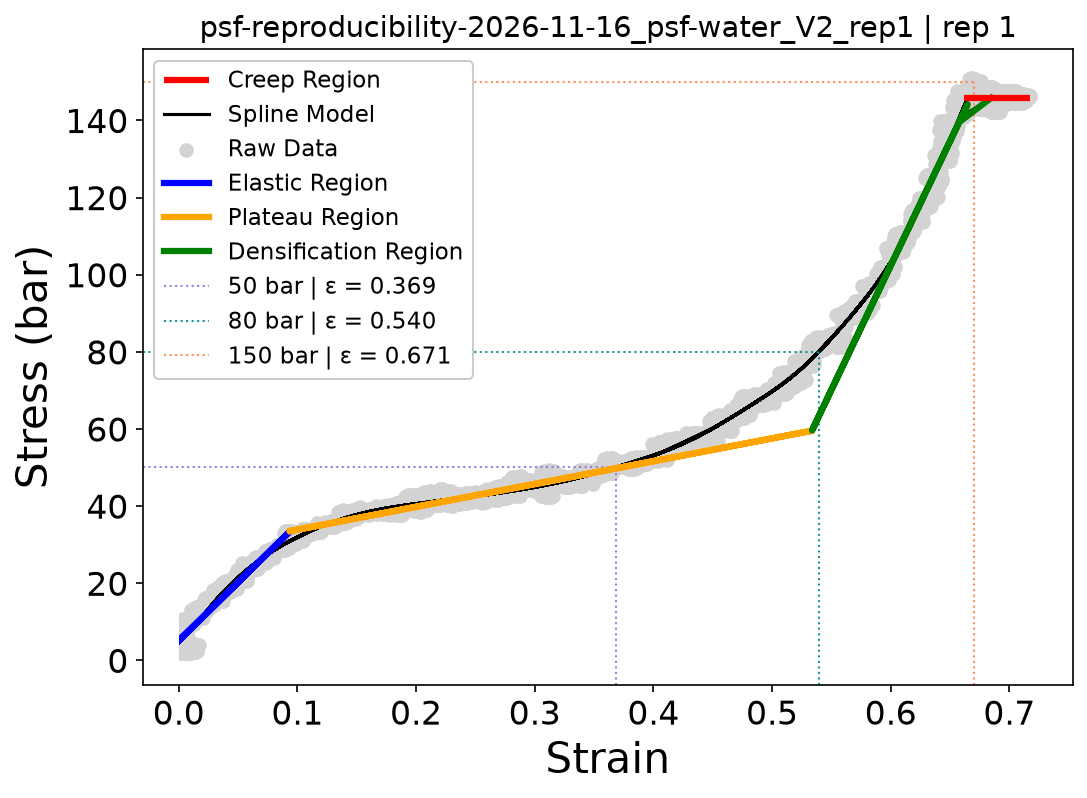 psf-reproducibility-2026-11-16_psf-water_V2_rep1 | rep 1
Creep Region
Spline Model
Raw Data
Elastic Region
Plateau Region
Densification Region
50 bar | ε = 0.369
80 bar | ε = 0.540
150 bar | ε = 0.671
Stress (bar)
140
120
100
80
60
40
20
0
0.0 0.1 0.2 0.3 0.4 0.5 0.6 0.7
Strain